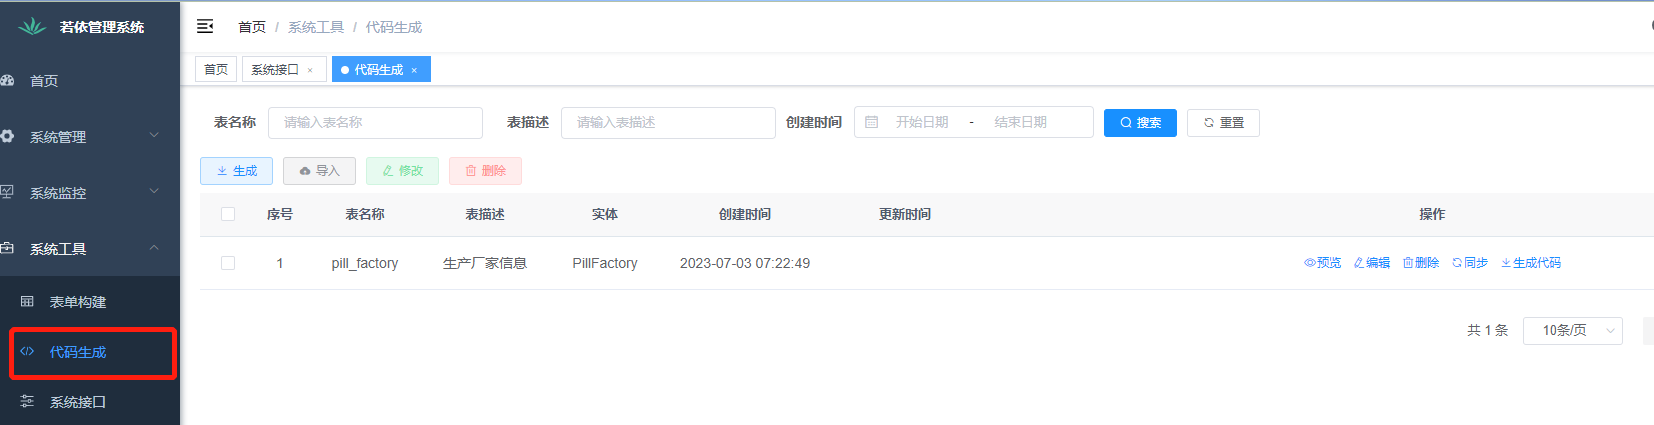 若依管理系统
首页
系统管理
系统监控
系统工具
表单构建
代码生成
系统接口
首页 / 系统工具 / 代码生成
首页 系统接口 × 代码生成 ×
表名称 请输入表名称 表描述 请输入表描述 创建时间 开始日期 - 结束日期 搜索 重置
生成 导入 修改 删除
序号 表名称 表描述 实体 创建时间 更新时间 操作
1 pill_factory 生产厂家信息 PillFactory 2023-07-03 07:22:49 预览 编辑 删除 同步 生成代码
共 1 条 10条/页